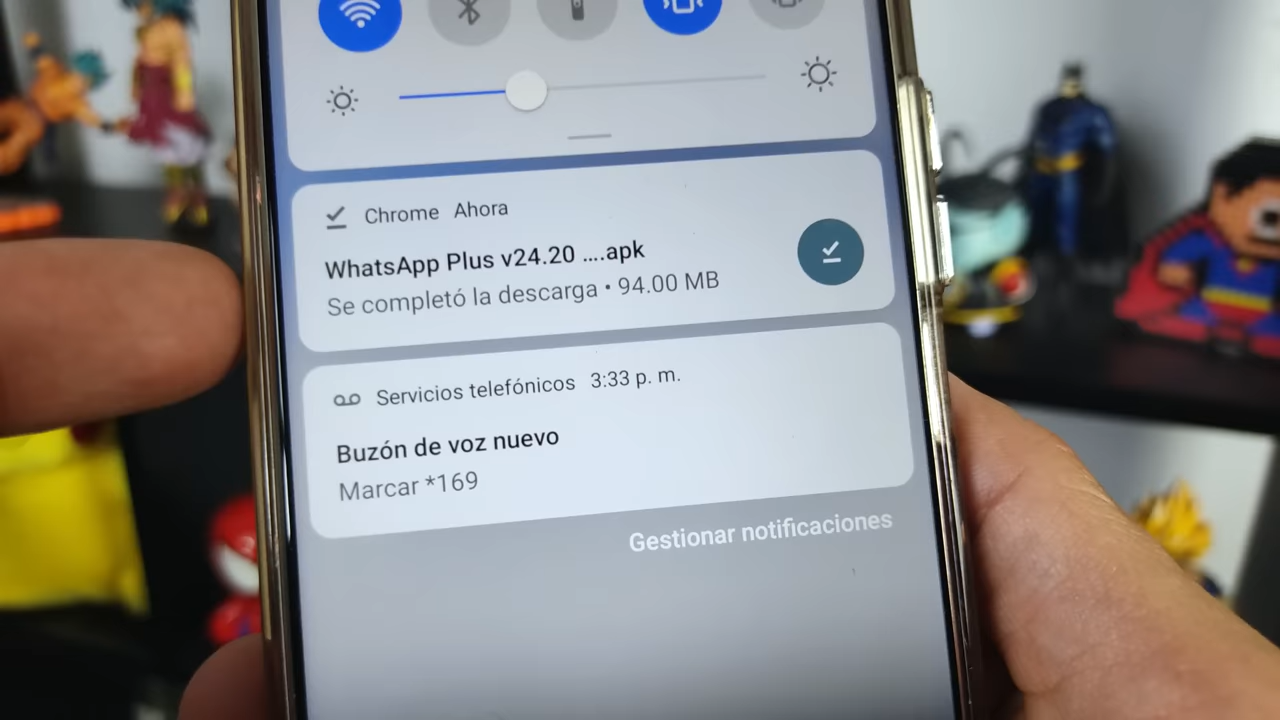 Chrome Ahora
WhatsApp Plus v24.20 ....apk
Se completó la descarga • 94.00 MB
Servicios telefónicos 3:33 p. m.
Buzón de voz nuevo
Marcar *169
Gestionar notificaciones